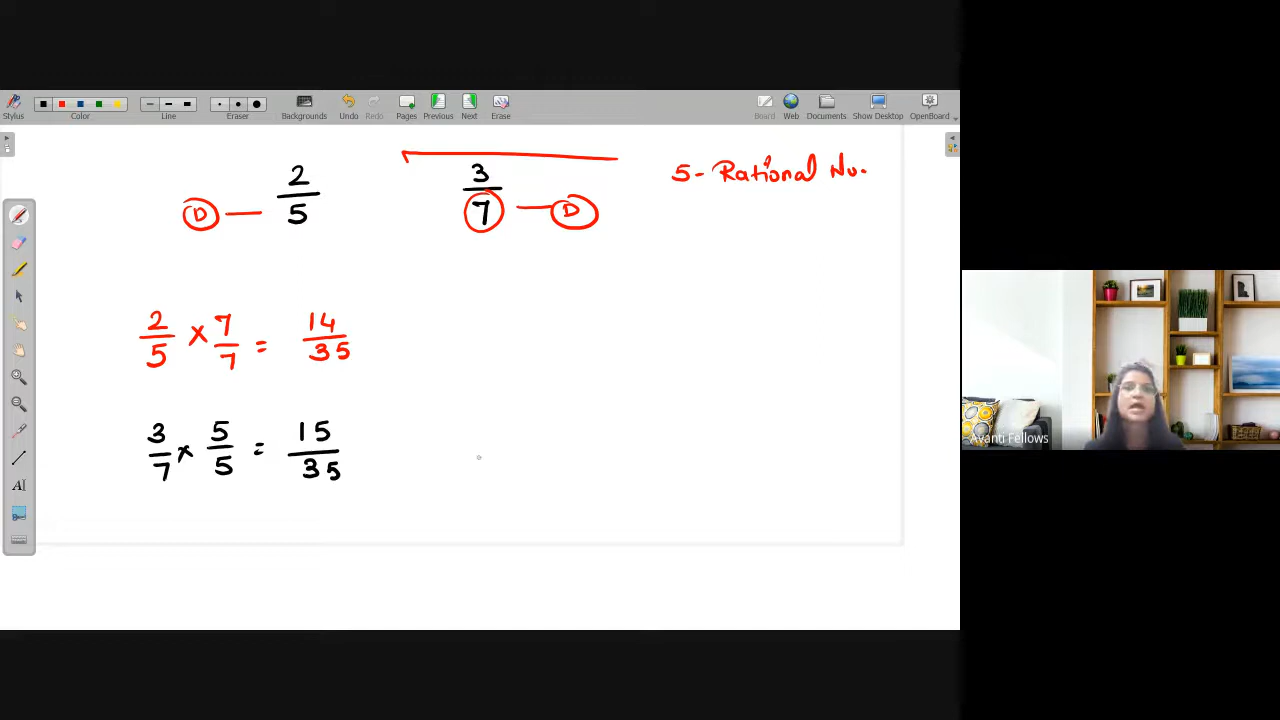 Stylus Color Line Eraser Backgrounds Undo Redo Pages Previous Next Erase Board Web Documents Show Desktop OpenBoard
2/5 3/7 5- Rational No.
D — — D
2/5 × 7/7 = 14/35
3/7 × 5/5 = 15/35
Avanti Fellows